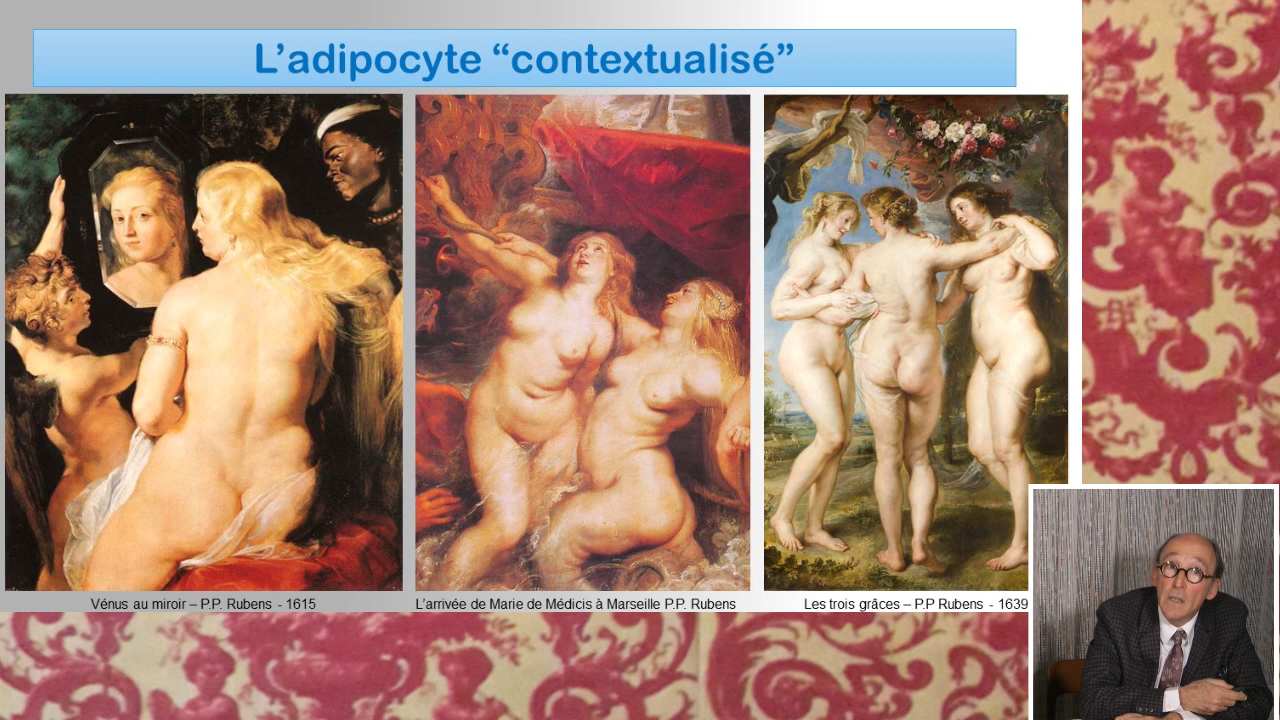 L’adipocyte “contextualisé”
Vénus au miroir – P.P. Rubens - 1615
L’arrivée de Marie de Médicis à Marseille P.P. Rubens
Les trois grâces – P.P Rubens - 1639